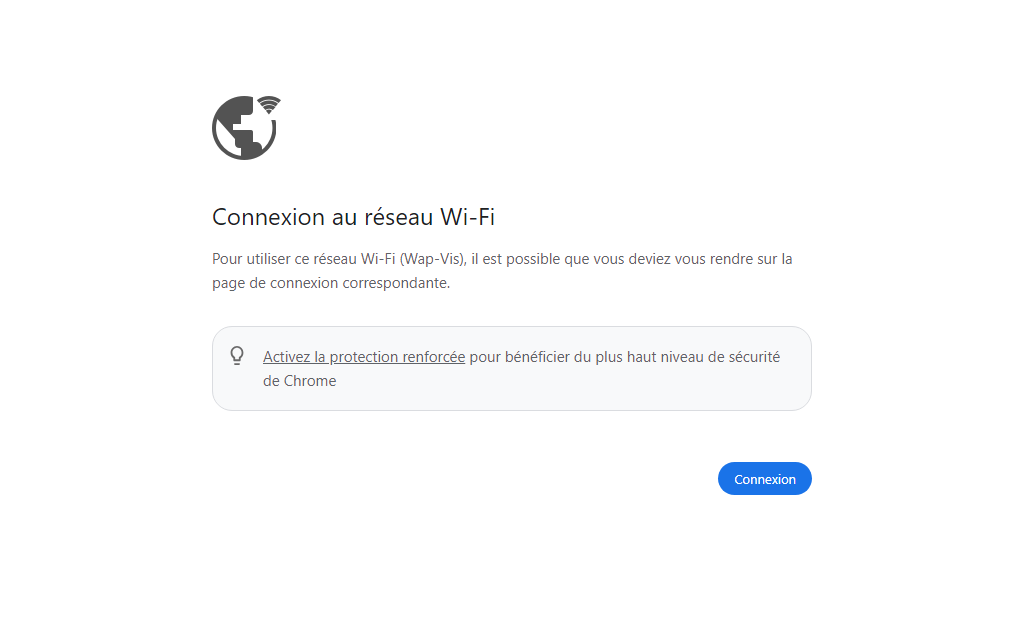 Connexion au réseau Wi-Fi
Pour utiliser ce réseau Wi-Fi (Wap-Vis), il est possible que vous deviez vous rendre sur la
page de connexion correspondante.
Activez la protection renforcée pour bénéficier du plus haut niveau de sécurité
de Chrome
Connexion